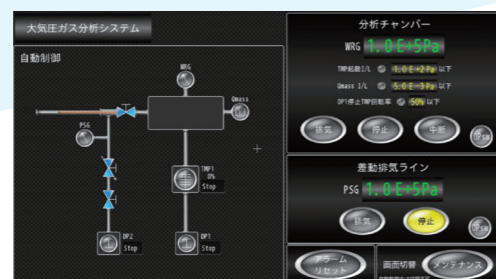 大気圧ガス分析システム
自動制御
WRG
Qmass
PSG
TMP1
0%
Stop
DP2
Stop
DP1
Stop
分析チャンバー
WRG 1.0E+5Pa
TMP起動I/L 1.0E+2Pa 以下
Qmass I/L 5.0E-3Pa 以下
DP1停止TMP回転率 50% 以下
排気 停止 中断
差動排気ライン
PSG 1.0E+5Pa
排気 停止
アラーム
リセット
画面切替 メンテナンス